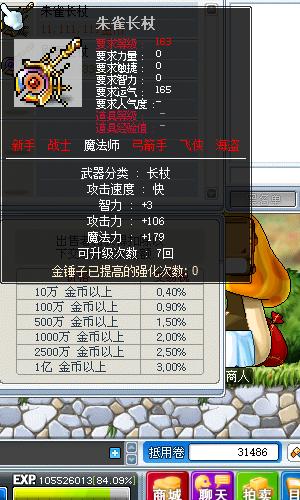 朱雀长杖
朱雀长杖
要求等级: 163
要求力量: 0
要求敏捷: 0
要求智力: 0
要求运气: 165
要求人气度: -
道具等级: -
道具经验值: -
新手 战士 魔法师 弓箭手 飞侠 海盗
武器分类 : 长杖
攻击速度 : 快
智力 : +3
攻击力 : +106
魔法力 : +179
可升级次数 : 7回
金锤子已提高的强化次数: 0
10万 金币以上 0,40%
100万 金币以上 0,90%
500万 金币以上 1,50%
1000万 金币以上 2,00%
2500万 金币以上 2,50%
1亿 金币以上 3,00%
商人
抵用卷 31486
EXP. 105526013[84.09%]
商城 聊天 拍卖